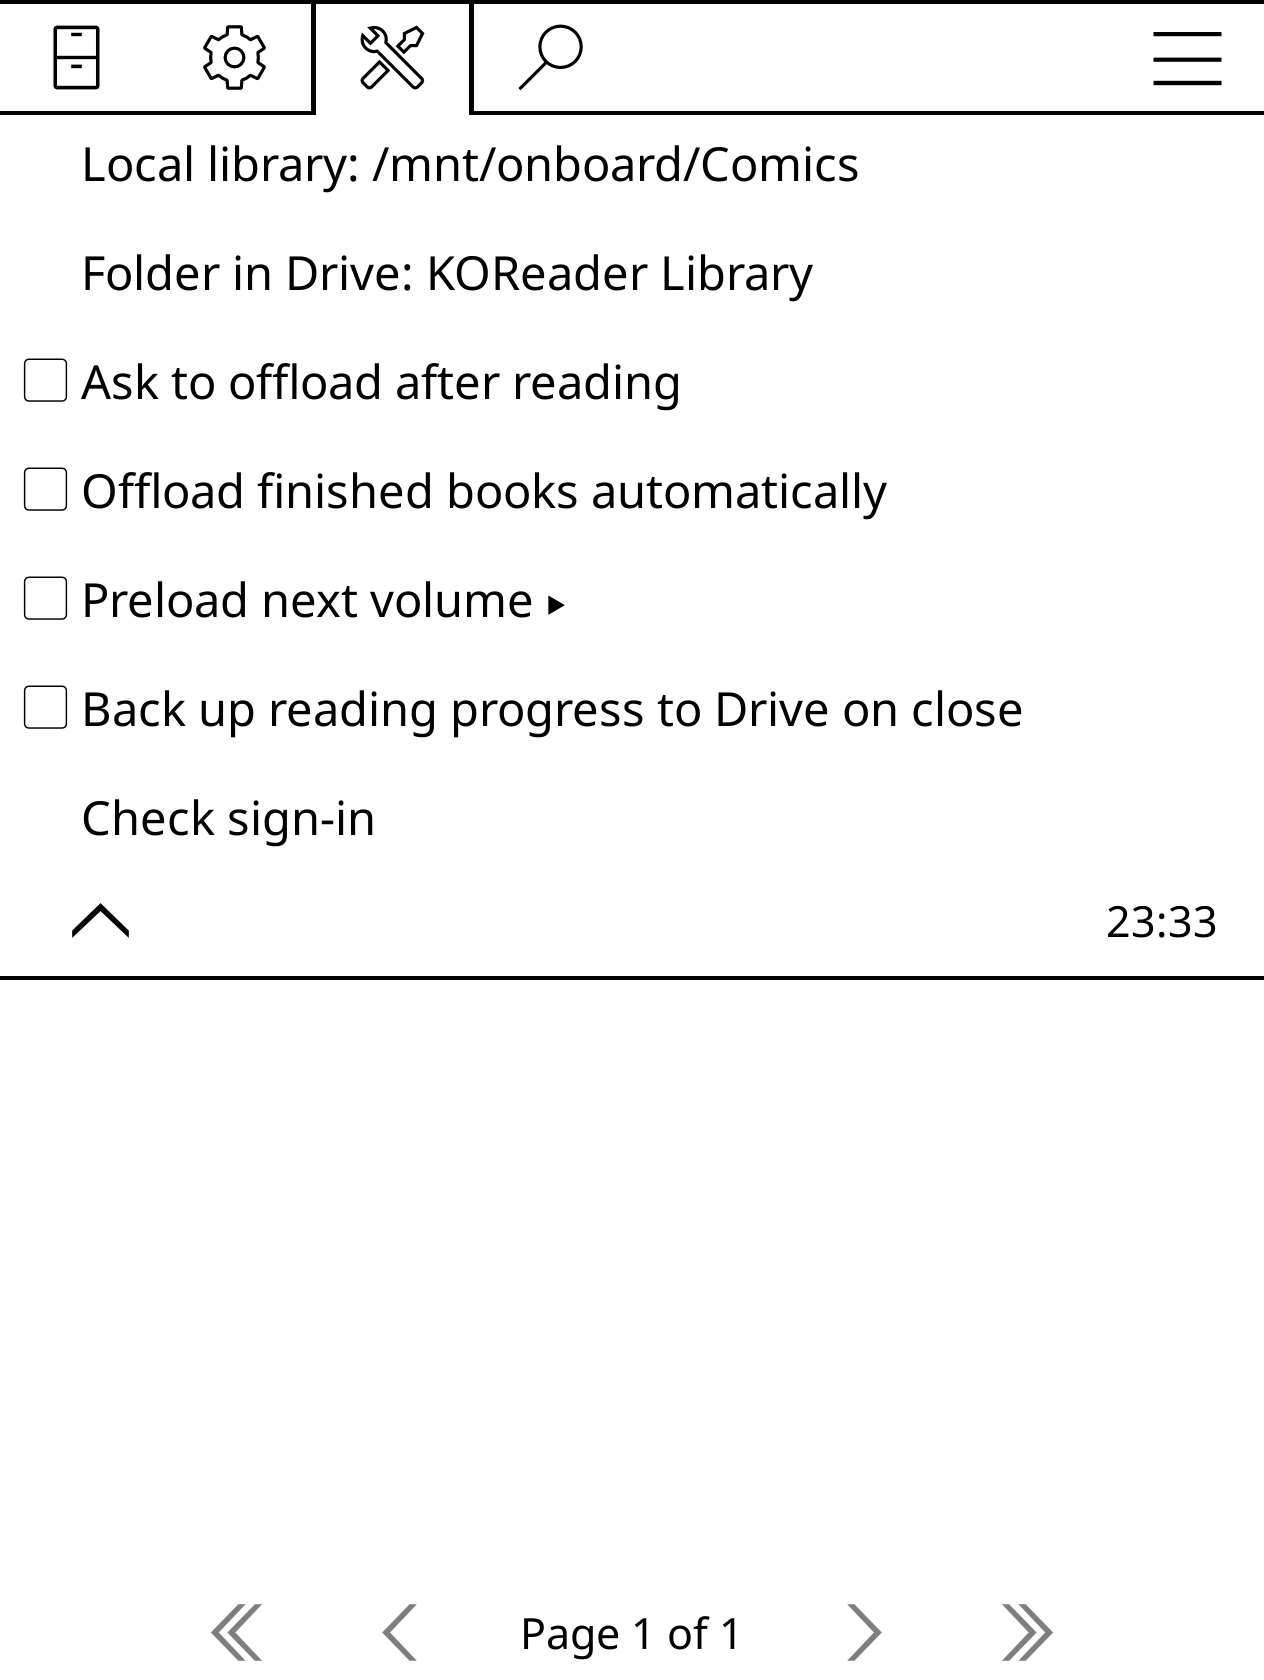 Local library: /mnt/onboard/Comics
Folder in Drive: KOReader Library
Ask to offload after reading
Offload finished books automatically
Preload next volume ▸
Back up reading progress to Drive on close
Check sign-in
23:33
Page 1 of 1